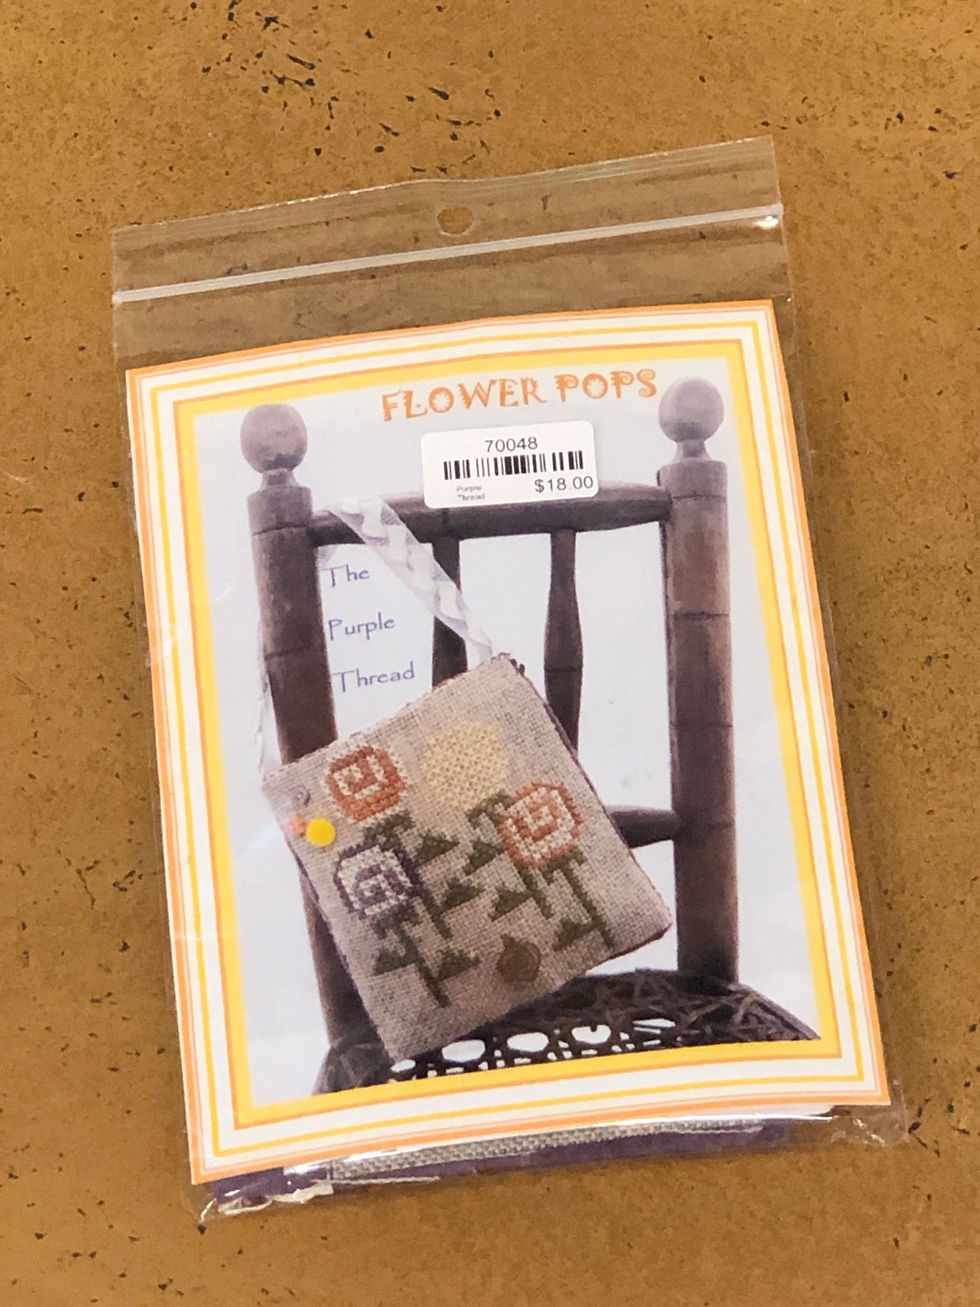 FLOWER POPS
70048
Purple
Thread
$18.00
The
Purple
Thread